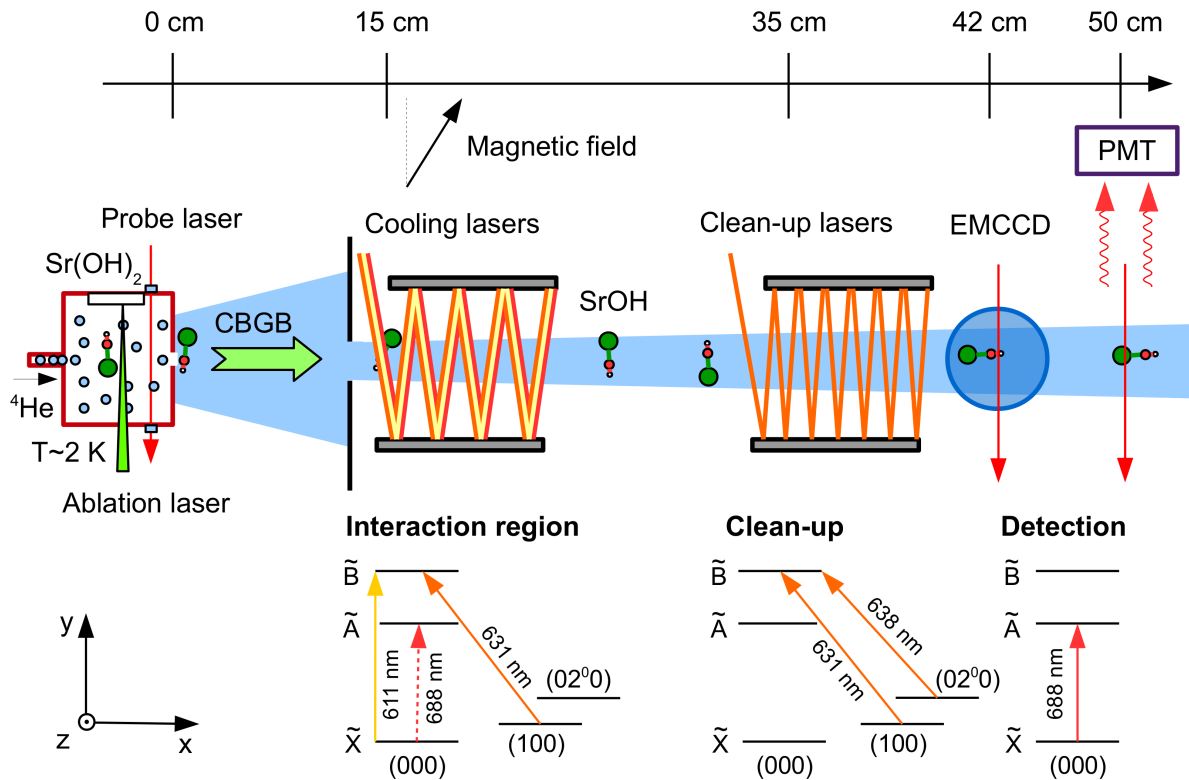 0 cm
15 cm
35 cm
42 cm
50 cm
Magnetic field
PMT
Probe laser
Cooling lasers
Clean-up lasers
EMCCD
Sr(OH)₂
CBGB
SrOH
⁴He
T~2 K
Ablation laser
Interaction region
Clean-up
Detection
B̃
Ã
X̃
611 nm
688 nm
631 nm
(02⁰0)
(100)
(000)
B̃
Ã
X̃
631 nm
638 nm
(02⁰0)
(100)
(000)
B̃
Ã
X̃
688 nm
(000)
y
z
x